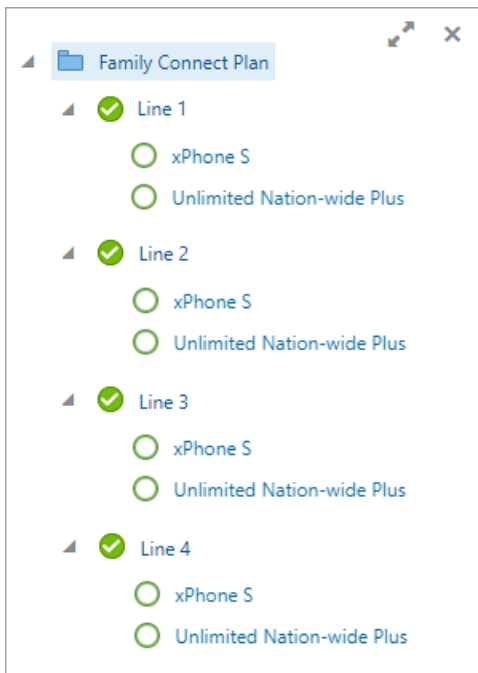 Family Connect Plan
Line 1
xPhone S
Unlimited Nation-wide Plus
Line 2
xPhone S
Unlimited Nation-wide Plus
Line 3
xPhone S
Unlimited Nation-wide Plus
Line 4
xPhone S
Unlimited Nation-wide Plus